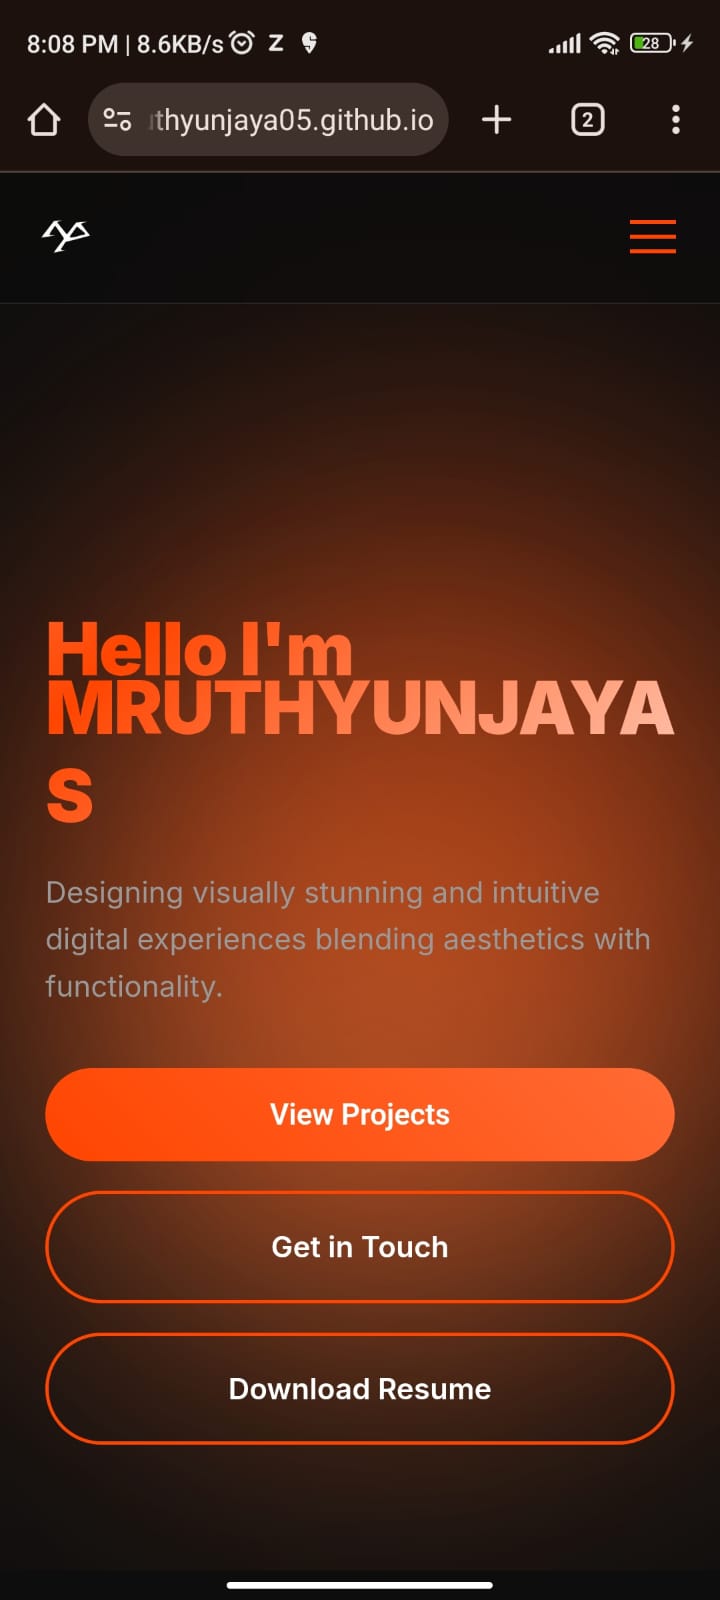 8:08 PM | 8.6KB/s Z 28
thyunjaya05.github.io 2
Hello I'm
MRUTHYUNJAYA
S
Designing visually stunning and intuitive
digital experiences blending aesthetics with
functionality.
View Projects
Get in Touch
Download Resume